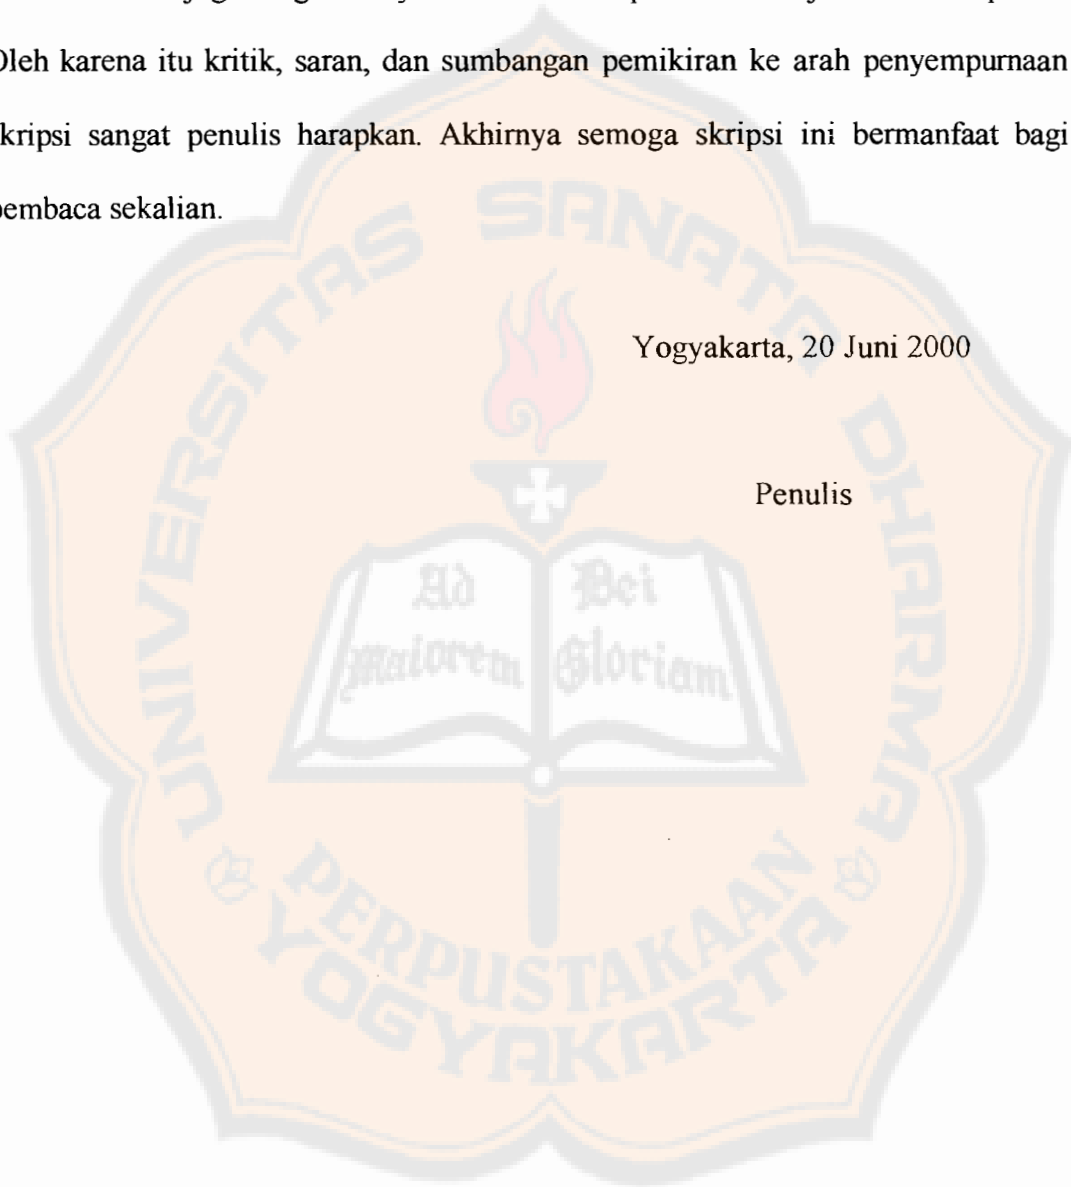 Oleh karena itu kritik, saran, dan sumbangan pemikiran ke arah penyempurnaan
skripsi sangat penulis harapkan. Akhirnya semoga skripsi ini bermanfaat bagi
pembaca sekalian.
Yogyakarta, 20 Juni 2000
Penulis
UNIVERSITAS SANATA DHARMA
Ad Dei
maiorem Gloriam
PERPUSTAKAAN
YOGYAKARTA